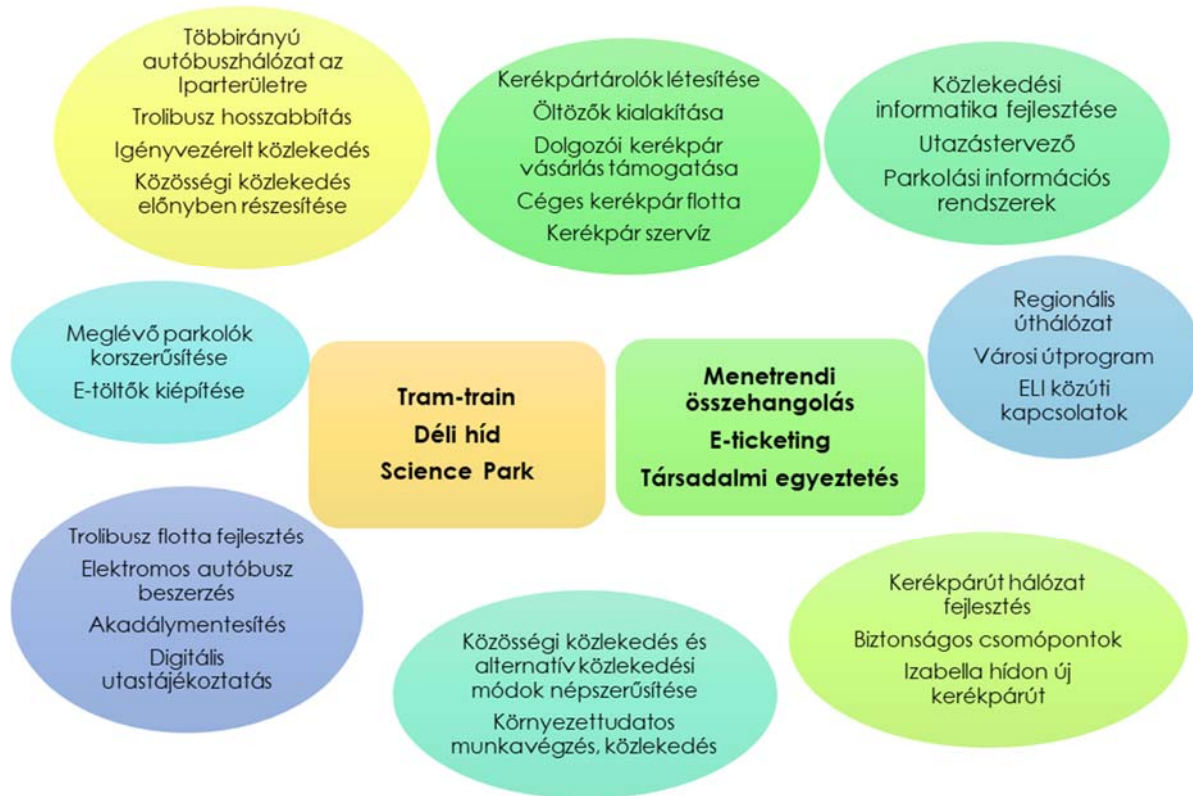 Többirányú
autóbuszhálózat az
Iparterületre
Trolibusz hosszabbítás
Igényvezérelt közlekedés
Közösségi közlekedés
előnyben részesítése
Kerékpártárolók létesítése
Öltözők kialakítása
Dolgozói kerékpár
vásárlás támogatása
Céges kerékpár flotta
Kerékpár szervíz
Közlekedési
informatika fejlesztése
Utazástervező
Parkolási információs
rendszerek
Meglévő parkolók
korszerűsítése
E-töltők kiépítése
Tram-train
Déli híd
Science Park
Menetrendi
összehangolás
E-ticketing
Társadalmi egyeztetés
Regionális
úthálózat
Városi útprogram
ELI közúti
kapcsolatok
Trolibusz flotta fejlesztés
Elektromos autóbusz
beszerzés
Akadálymentesítés
Digitális
utastájékoztatás
Közösségi közlekedés és
alternatív közlekedési
módok népszerűsítése
Környezettudatos
munkavégzés, közlekedés
Kerékpárút hálózat
fejlesztés
Biztonságos csomópontok
Izabella hídon új
kerékpárút